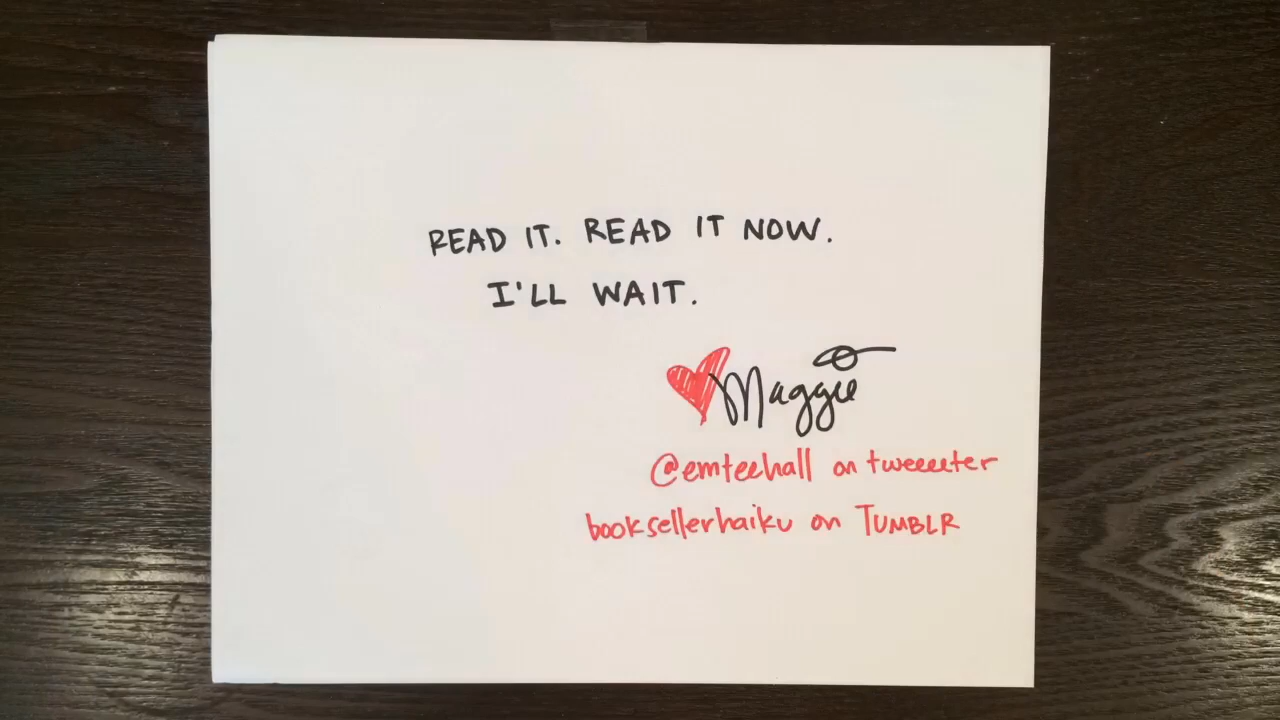 READ IT. READ IT NOW.
I'LL WAIT.
Maggie
@emteehall on tweeeeter
booksellerhaiku on TUMBLR